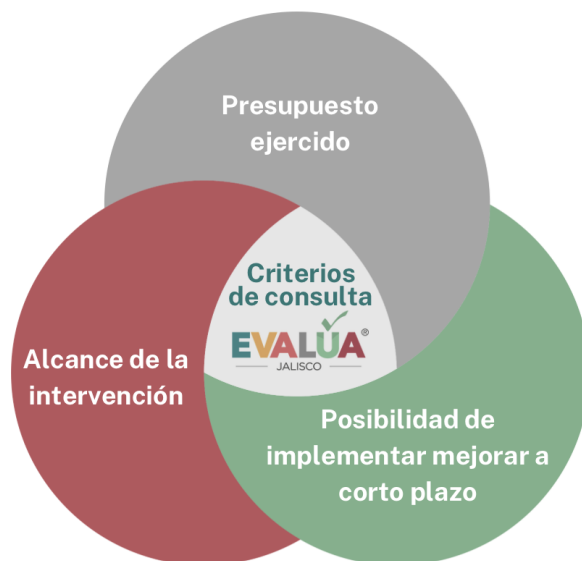 Presupuesto
ejercido
Criterios
de consulta
EVALÚA®
JALISCO
Alcance de la
intervención
Posibilidad de
implementar mejorar a
corto plazo